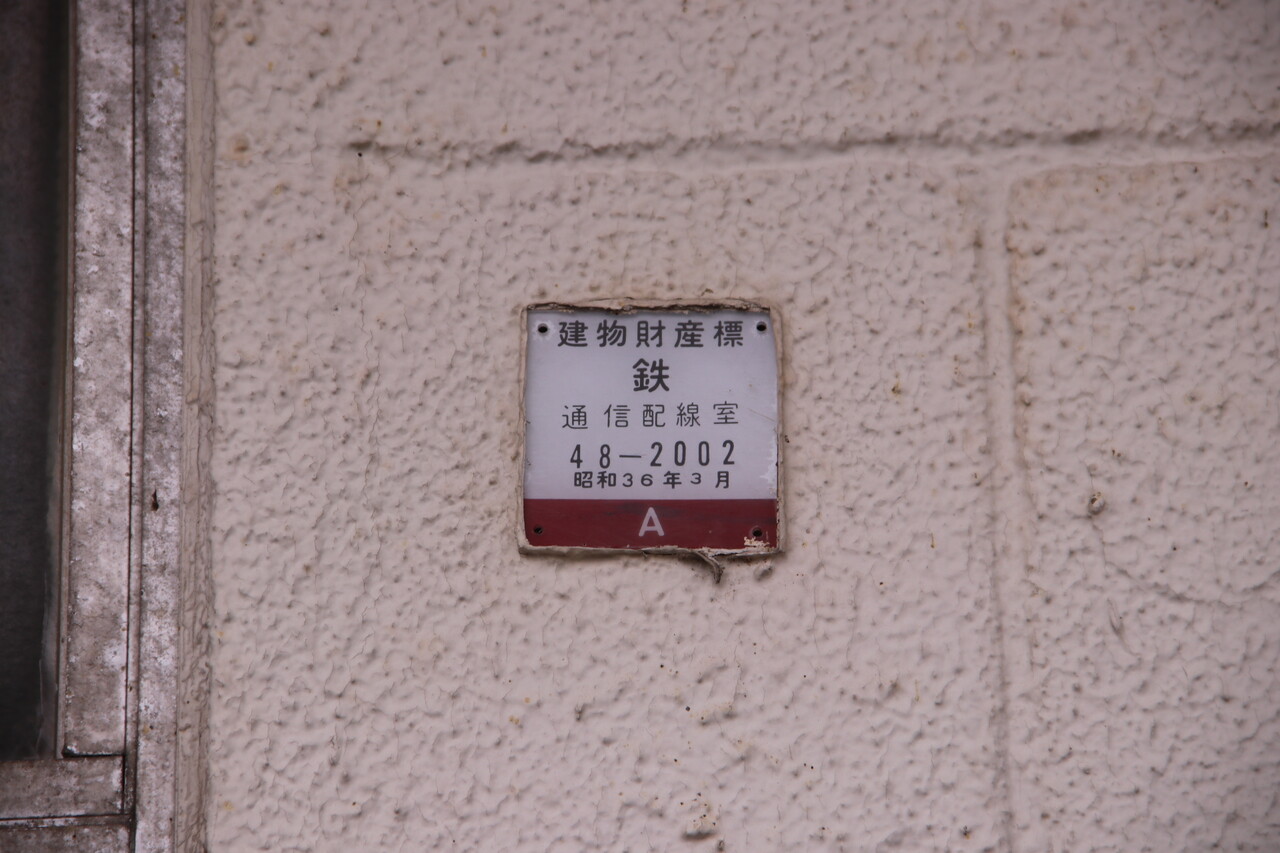 建物財産標
鉄
通信配線室
48-2002
昭和36年3月
A